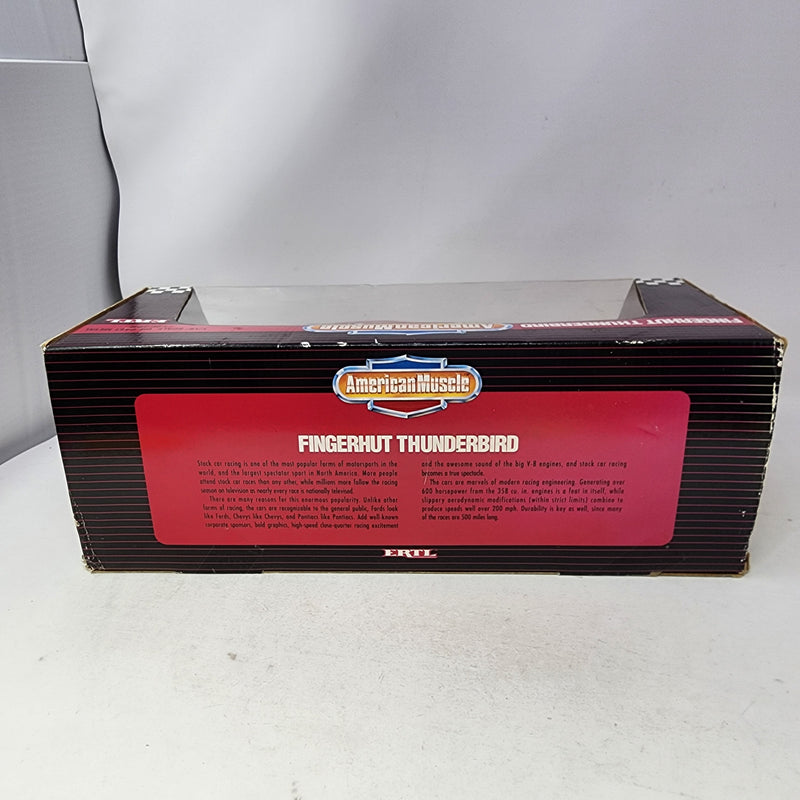 ERTL
American Muscle
FINGERHUT THUNDERBIRD
American Muscle
FINGERHUT THUNDERBIRD
Stock car racing is one of the most popular forms of motorsports in the
world, and the largest spectator sport in North America. More people
attend stock car races than any other, while millions more follow the racing
season on television as nearly every race is nationally televised.
There are many reasons for this enormous popularity. Unlike other
forms of racing, the cars are recognizable to the general public, Fords look
like Fords, Chevys like Chevys, and Pontiacs like Pontiacs. Add well-known
corporate sponsors, bold graphics, high-speed close-quarter racing excitement
and the awesome sound of the big V-8 engines, and stock car racing
becomes a true spectacle.
The cars are marvels of modern racing engineering. Generating over
600 horsepower from the 358 cu. in. engines is a feat in itself, while
slippery aerodynamic modifications (within strict limits) combine to
produce speeds well over 200 mph. Durability is key as well, since many
of the races are 500 miles long.
ERTL